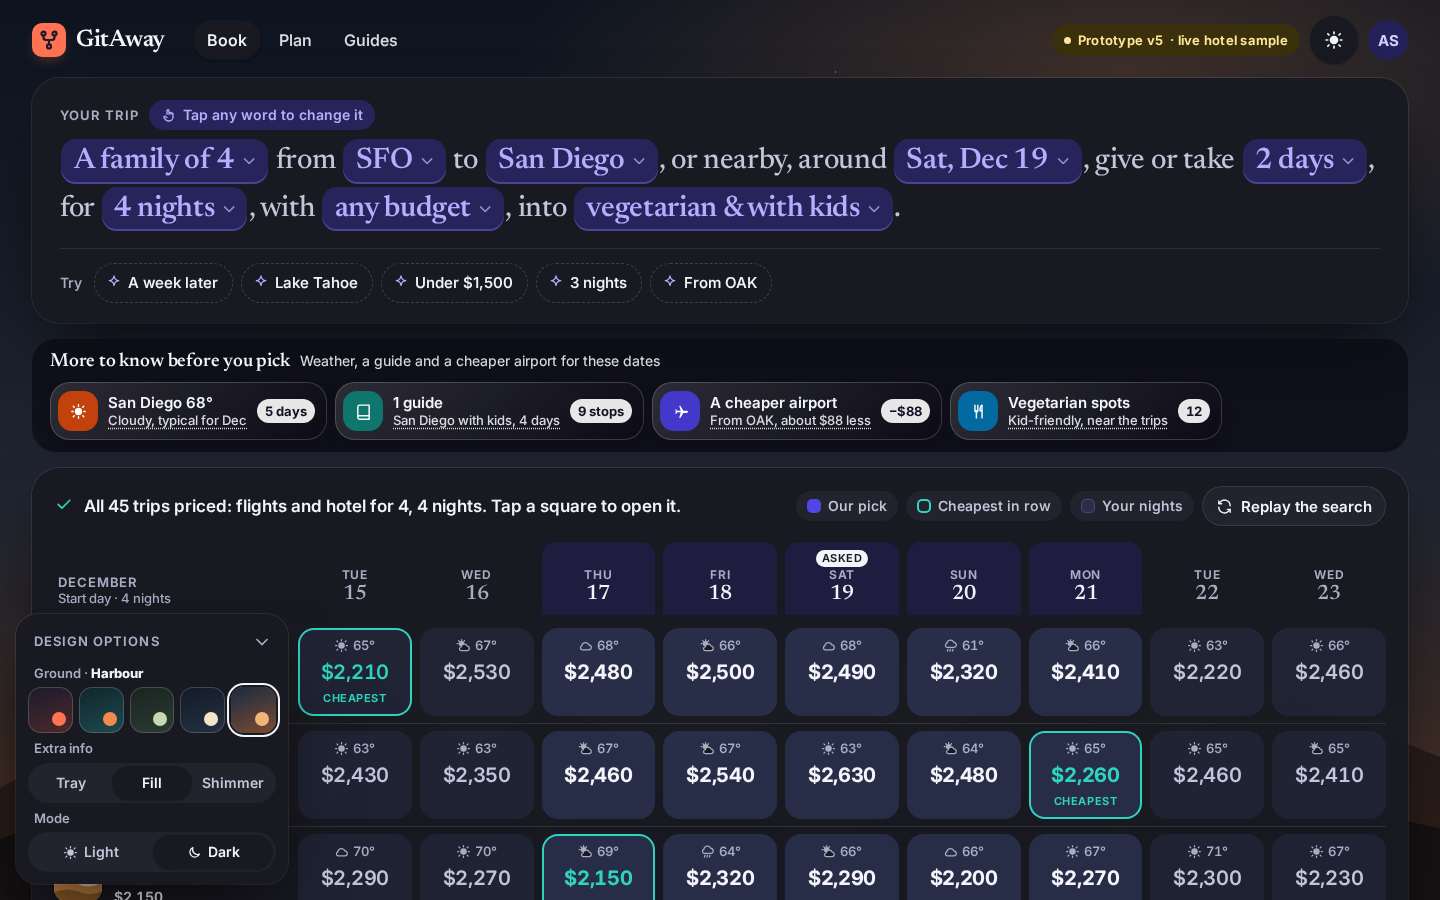 GitAway
Book Plan Guides
Prototype v5 · live hotel sample
AS
YOUR TRIP
Tap any word to change it
A family of 4 from SFO to San Diego, or nearby, around Sat, Dec 19, give or take 2 days,
for 4 nights, with any budget, into vegetarian & with kids.
Try
A week later
Lake Tahoe
Under $1,500
3 nights
From OAK
More to know before you pick Weather, a guide and a cheaper airport for these dates
San Diego 68°
Cloudy, typical for Dec
5 days
1 guide
San Diego with kids, 4 days
9 stops
A cheaper airport
From OAK, about $88 less
−$88
Vegetarian spots
Kid-friendly, near the trips
12
All 45 trips priced: flights and hotel for 4, 4 nights. Tap a square to open it.
Our pick
Cheapest in row
Your nights
Replay the search
DECEMBER
Start day · 4 nights
TUE
15
WED
16
THU
17
FRI
18
ASKED
SAT
19
SUN
20
MON
21
TUE
22
WED
23
65° 67° 68° 66° 68° 61° 66° 63° 66°
$2,210 $2,530 $2,480 $2,500 $2,490 $2,320 $2,410 $2,220 $2,460
CHEAPEST
63° 63° 67° 67° 63° 64° 65° 65° 65°
$2,430 $2,350 $2,460 $2,540 $2,630 $2,480 $2,260 $2,460 $2,410
CHEAPEST
70° 70° 69° 64° 66° 66° 67° 71° 67°
$2,290 $2,270 $2,150 $2,320 $2,290 $2,200 $2,270 $2,300 $2,230
DESIGN OPTIONS
Ground · Harbour
Extra info
Tray Fill Shimmer
Mode
Light Dark
$2,150